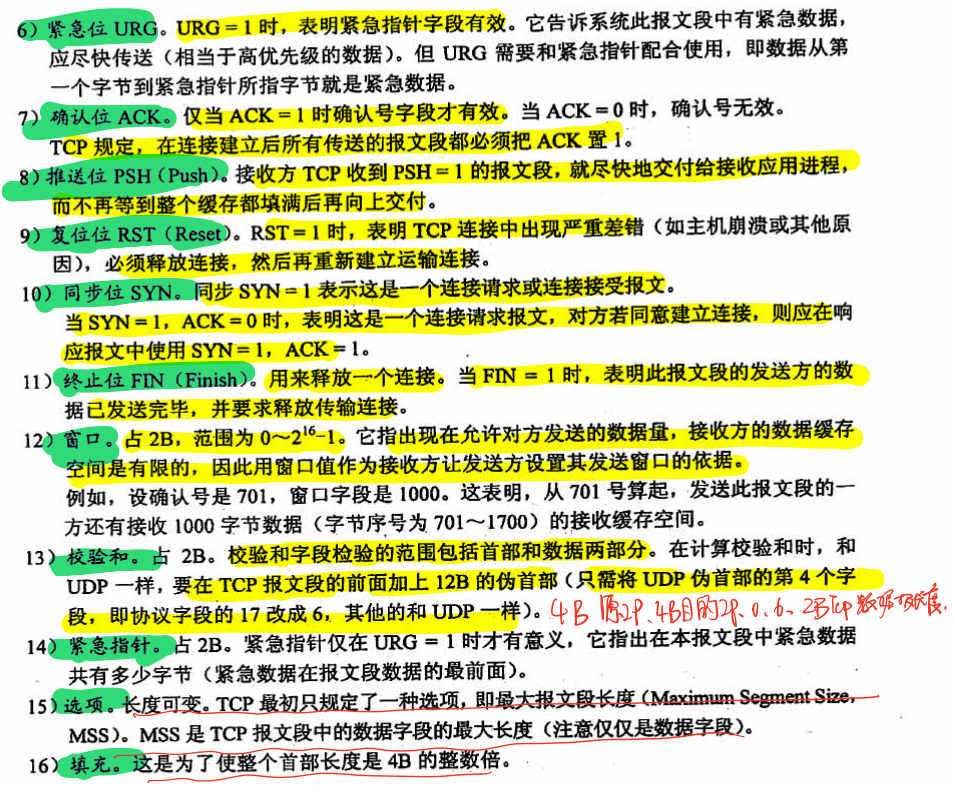 6）紧急位 URG。URG = 1 时，表明紧急指针字段有效。它告诉系统此报文段中有紧急数据，
应尽快传送（相当于高优先级的数据）。但 URG 需要和紧急指针配合使用，即数据从第
一个字节到紧急指针所指字节就是紧急数据。
7）确认位 ACK。仅当 ACK = 1 时确认号字段才有效。当 ACK = 0 时，确认号无效。
TCP 规定，在连接建立后所有传送的报文段都必须把 ACK 置 1。
8）推送位 PSH（Push）。接收方 TCP 收到 PSH = 1 的报文段，就尽快地交付给接收应用进程，
而不再等到整个缓存都填满后再向上交付。
9）复位位 RST（Reset）。RST = 1 时，表明 TCP 连接中出现严重差错（如主机崩溃或其他原
因），必须释放连接，然后再重新建立运输连接。
10）同步位 SYN。同步 SYN = 1 表示这是一个连接请求或连接接受报文。
当 SYN = 1，ACK = 0 时，表明这是一个连接请求报文，对方若同意建立连接，则应在响
应报文中使用 SYN = 1，ACK = 1。
11）终止位 FIN（Finish）。用来释放一个连接。当 FIN = 1 时，表明此报文段的发送方的数
据已发送完毕，并要求释放传输连接。
12）窗口。占 2B，范围为 0～2¹⁶−1。它指出现在允许对方发送的数据量，接收方的数据缓存
空间是有限的，因此用窗口值作为接收方让发送方设置其发送窗口的依据。
例如，设确认号是 701，窗口字段是 1000。这表明，从 701 号算起，发送此报文段的一
方还有接收 1000 字节数据（字节序号为 701～1700）的接收缓存空间。
13）校验和。占 2B。校验和字段检验的范围包括首部和数据两部分。在计算校验和时，和
UDP 一样，要在 TCP 报文段的前面加上 12B 的伪首部（只需将 UDP 伪首部的第 4 个字
段，即协议字段的 17 改成 6，其他的和 UDP 一样）。4B 源IP、4B目的IP、0、6、2B TCP
14）紧急指针。占 2B。紧急指针仅在 URG = 1 时才有意义，它指出在本报文段中紧急数据
共有多少字节（紧急数据在报文段数据的最前面）。
15）选项。长度可变。TCP 最初只规定了一种选项，即最大报文段长度（Maximum Segment Size，
MSS）。MSS 是 TCP 报文段中的数据字段的最大长度（注意仅仅是数据字段）。
16）填充。这是为了使整个首部长度是 4B 的整数倍。